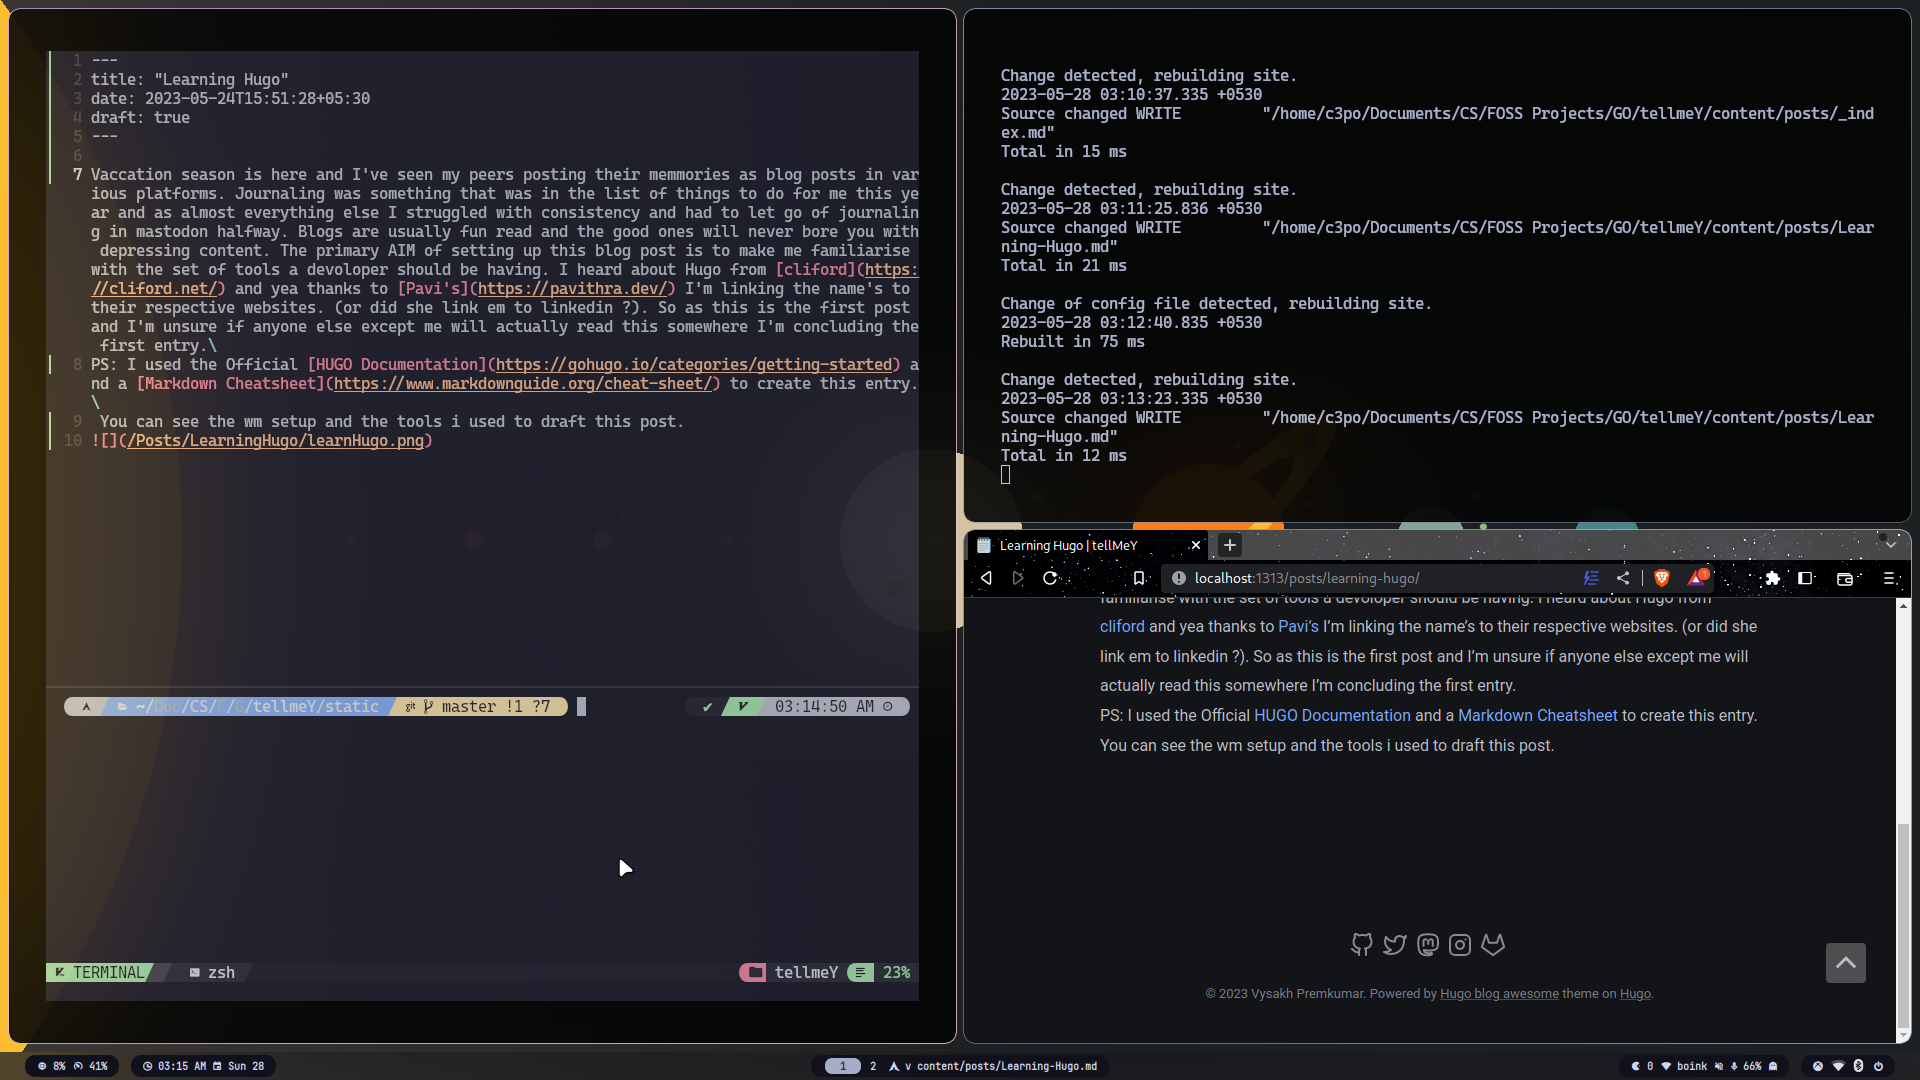 1 ---
2 title: "Learning Hugo"
3 date: 2023-05-24T15:51:28+05:30
4 draft: true
5 ---
6
7 Vaccation season is here and I've seen my peers posting their memmories as blog posts in var
ious platforms. Journaling was something that was in the list of things to do for me this ye
ar and as almost everything else I struggled with consistency and had to let go of journalin
g in mastodon halfway. Blogs are usually fun read and the good ones will never bore you with
depressing content. The primary AIM of setting up this blog post is to make me familiarise
with the set of tools a devoloper should be having. I heard about Hugo from [cliford](https:
//cliford.net/) and yea thanks to [Pavi's](https://pavithra.dev/) I'm linking the name's to
their respective websites. (or did she link em to linkedin ?). So as this is the first post
and I'm unsure if anyone else except me will actually read this somewhere I'm concluding the
first entry.\
8 PS: I used the Official [HUGO Documentation](https://gohugo.io/categories/getting-started) a
nd a [Markdown Cheatsheet](https://www.markdownguide.org/cheat-sheet/) to create this entry.
\
9 You can see the wm setup and the tools i used to draft this post.
10 ![](/Posts/LearningHugo/learnHugo.png)
~/Doc/CS/F/G/tellmeY/static git master !1 ?7 ✔ V 03:14:50 AM
TERMINAL zsh tellmeY 23%
Change detected, rebuilding site.
2023-05-28 03:10:37.335 +0530
Source changed WRITE "/home/c3po/Documents/CS/FOSS Projects/GO/tellmeY/content/posts/_ind
ex.md"
Total in 15 ms
Change detected, rebuilding site.
2023-05-28 03:11:25.836 +0530
Source changed WRITE "/home/c3po/Documents/CS/FOSS Projects/GO/tellmeY/content/posts/Lear
ning-Hugo.md"
Total in 21 ms
Change of config file detected, rebuilding site.
2023-05-28 03:12:40.835 +0530
Rebuilt in 75 ms
Change detected, rebuilding site.
2023-05-28 03:13:23.335 +0530
Source changed WRITE "/home/c3po/Documents/CS/FOSS Projects/GO/tellmeY/content/posts/Lear
ning-Hugo.md"
Total in 12 ms
Learning Hugo | tellMeY
localhost:1313/posts/learning-hugo/ 1
familiarise with the set of tools a devoloper should be having. I heard about Hugo from
cliford and yea thanks to Pavi's I'm linking the name's to their respective websites. (or did she
link em to linkedin ?). So as this is the first post and I'm unsure if anyone else except me will
actually read this somewhere I'm concluding the first entry.
PS: I used the Official HUGO Documentation and a Markdown Cheatsheet to create this entry.
You can see the wm setup and the tools i used to draft this post.
© 2023 Vysakh Premkumar. Powered by Hugo blog awesome theme on Hugo.
8% 41% 03:15 AM Sun 28 1 2 v content/posts/Learning-Hugo.md 0 boink 66%